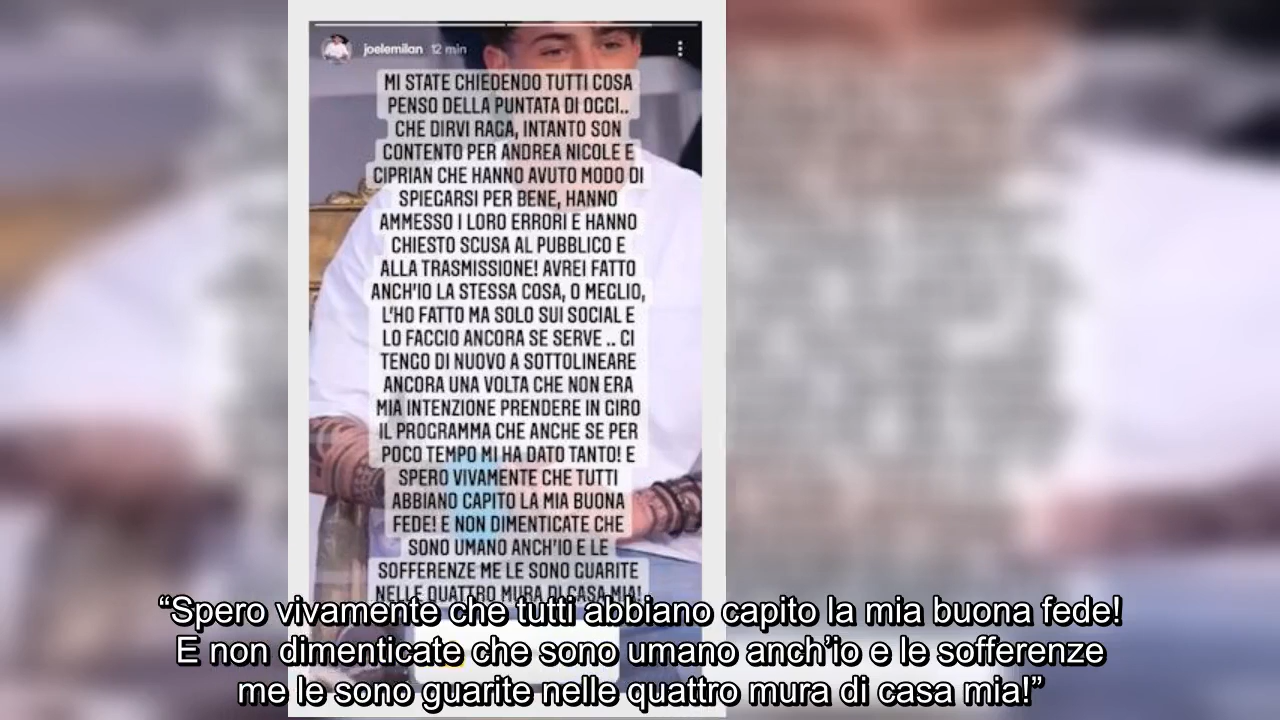 joelemilan 12 min
MI STATE CHIEDENDO TUTTI COSA
PENSO DELLA PUNTATA DI OGGI..
CHE DIRVI RAGA, INTANTO SON
CONTENTO PER ANDREA NICOLE E
CIPRIAN CHE HANNO AVUTO MODO DI
SPIEGARSI PER BENE, HANNO
AMMESSO I LORO ERRORI E HANNO
CHIESTO SCUSA AL PUBBLICO E
ALLA TRASMISSIONE! AVREI FATTO
ANCH'IO LA STESSA COSA, O MEGLIO,
L'HO FATTO MA SOLO SUI SOCIAL E
LO FACCIO ANCORA SE SERVE .. CI
TENGO DI NUOVO A SOTTOLINEARE
ANCORA UNA VOLTA CHE NON ERA
MIA INTENZIONE PRENDERE IN GIRO
IL PROGRAMMA CHE ANCHE SE PER
POCO TEMPO MI HA DATO TANTO! E
SPERO VIVAMENTE CHE TUTTI
ABBIANO CAPITO LA MIA BUONA
FEDE! E NON DIMENTICATE CHE
SONO UMANO ANCH'IO E LE
SOFFERENZE ME LE SONO GUARITE
NELLE QUATTRO MURA DI CASA MIA!
“Spero vivamente che tutti abbiano capito la mia buona fede!
E non dimenticate che sono umano anch’io e le sofferenze
me le sono guarite nelle quattro mura di casa mia!”